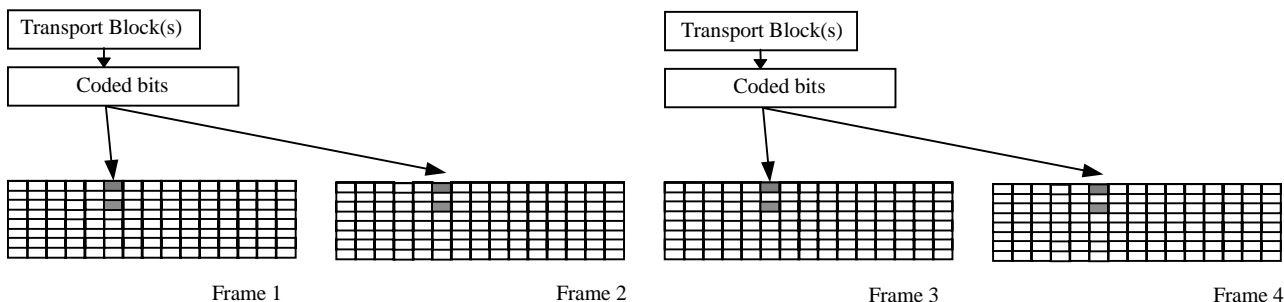 Transport Block(s)
Coded bits
Transport Block(s)
Coded bits
Frame 1
Frame 2
Frame 3
Frame 4